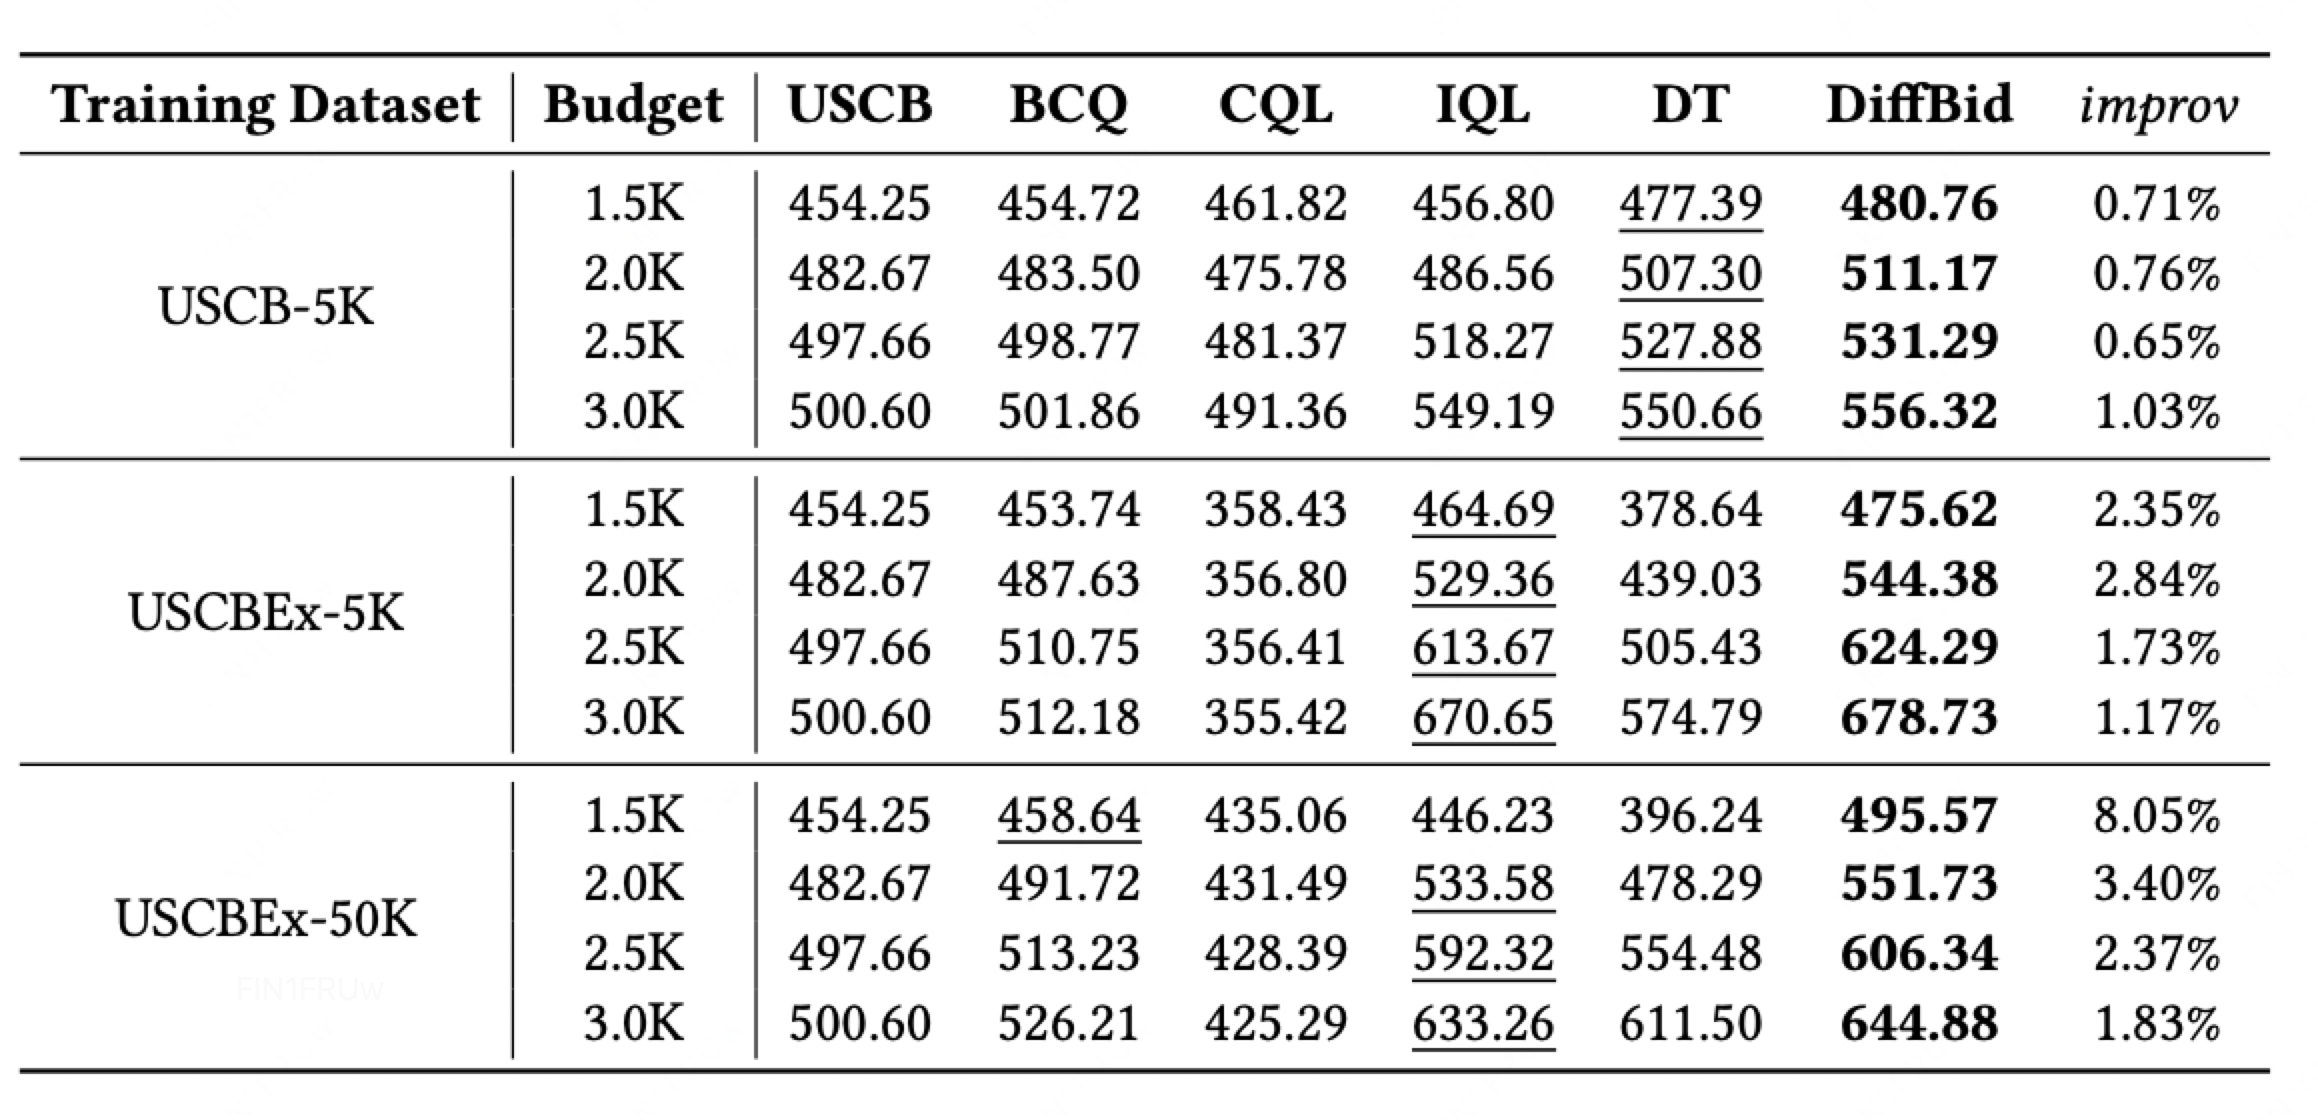 Training Dataset Budget USCB BCQ CQL IQL DT DiffBid improv
USCB-5K
1.5K 454.25 454.72 461.82 456.80 477.39 480.76 0.71%
2.0K 482.67 483.50 475.78 486.56 507.30 511.17 0.76%
2.5K 497.66 498.77 481.37 518.27 527.88 531.29 0.65%
3.0K 500.60 501.86 491.36 549.19 550.66 556.32 1.03%
USCBEx-5K
1.5K 454.25 453.74 358.43 464.69 378.64 475.62 2.35%
2.0K 482.67 487.63 356.80 529.36 439.03 544.38 2.84%
2.5K 497.66 510.75 356.41 613.67 505.43 624.29 1.73%
3.0K 500.60 512.18 355.42 670.65 574.79 678.73 1.17%
USCBEx-50K
1.5K 454.25 458.64 435.06 446.23 396.24 495.57 8.05%
2.0K 482.67 491.72 431.49 533.58 478.29 551.73 3.40%
2.5K 497.66 513.23 428.39 592.32 554.48 606.34 2.37%
3.0K 500.60 526.21 425.29 633.26 611.50 644.88 1.83%